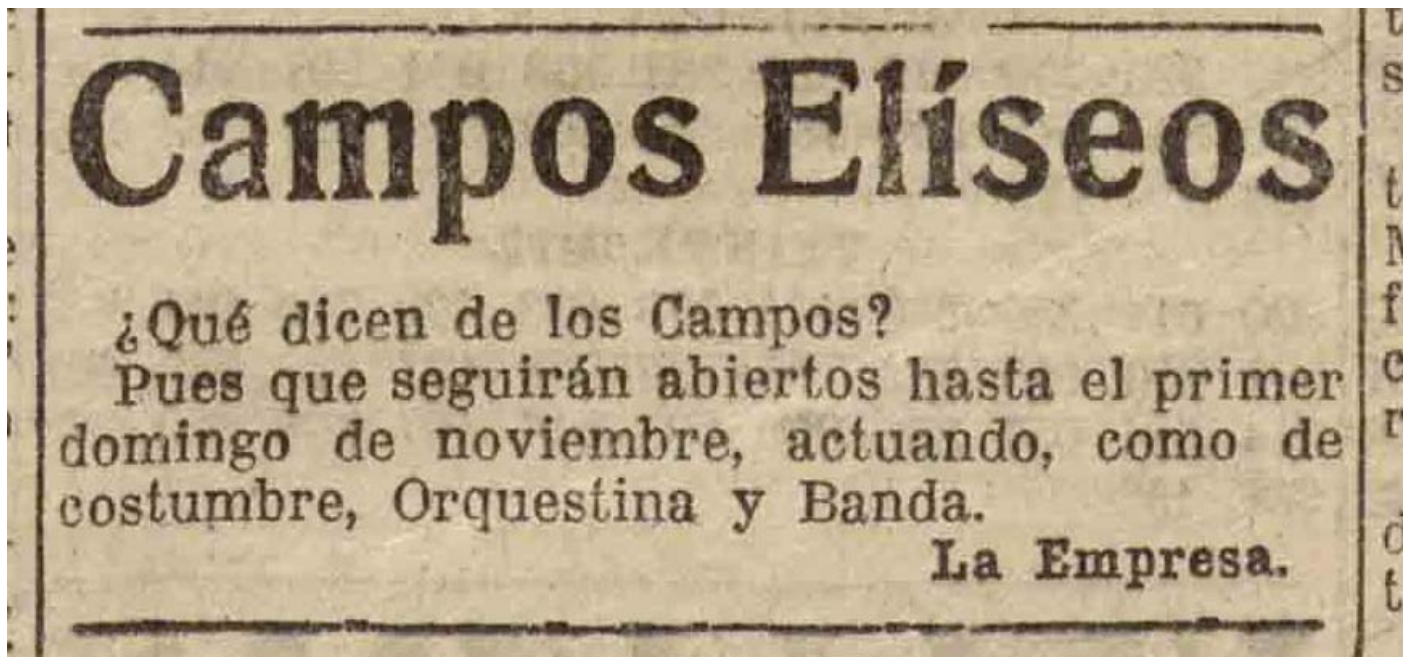 Campos Elíseos
¿Qué dicen de los Campos?
Pues que seguirán abiertos hasta el primer
domingo de noviembre, actuando, como de
costumbre, Orquestina y Banda.
La Empresa.